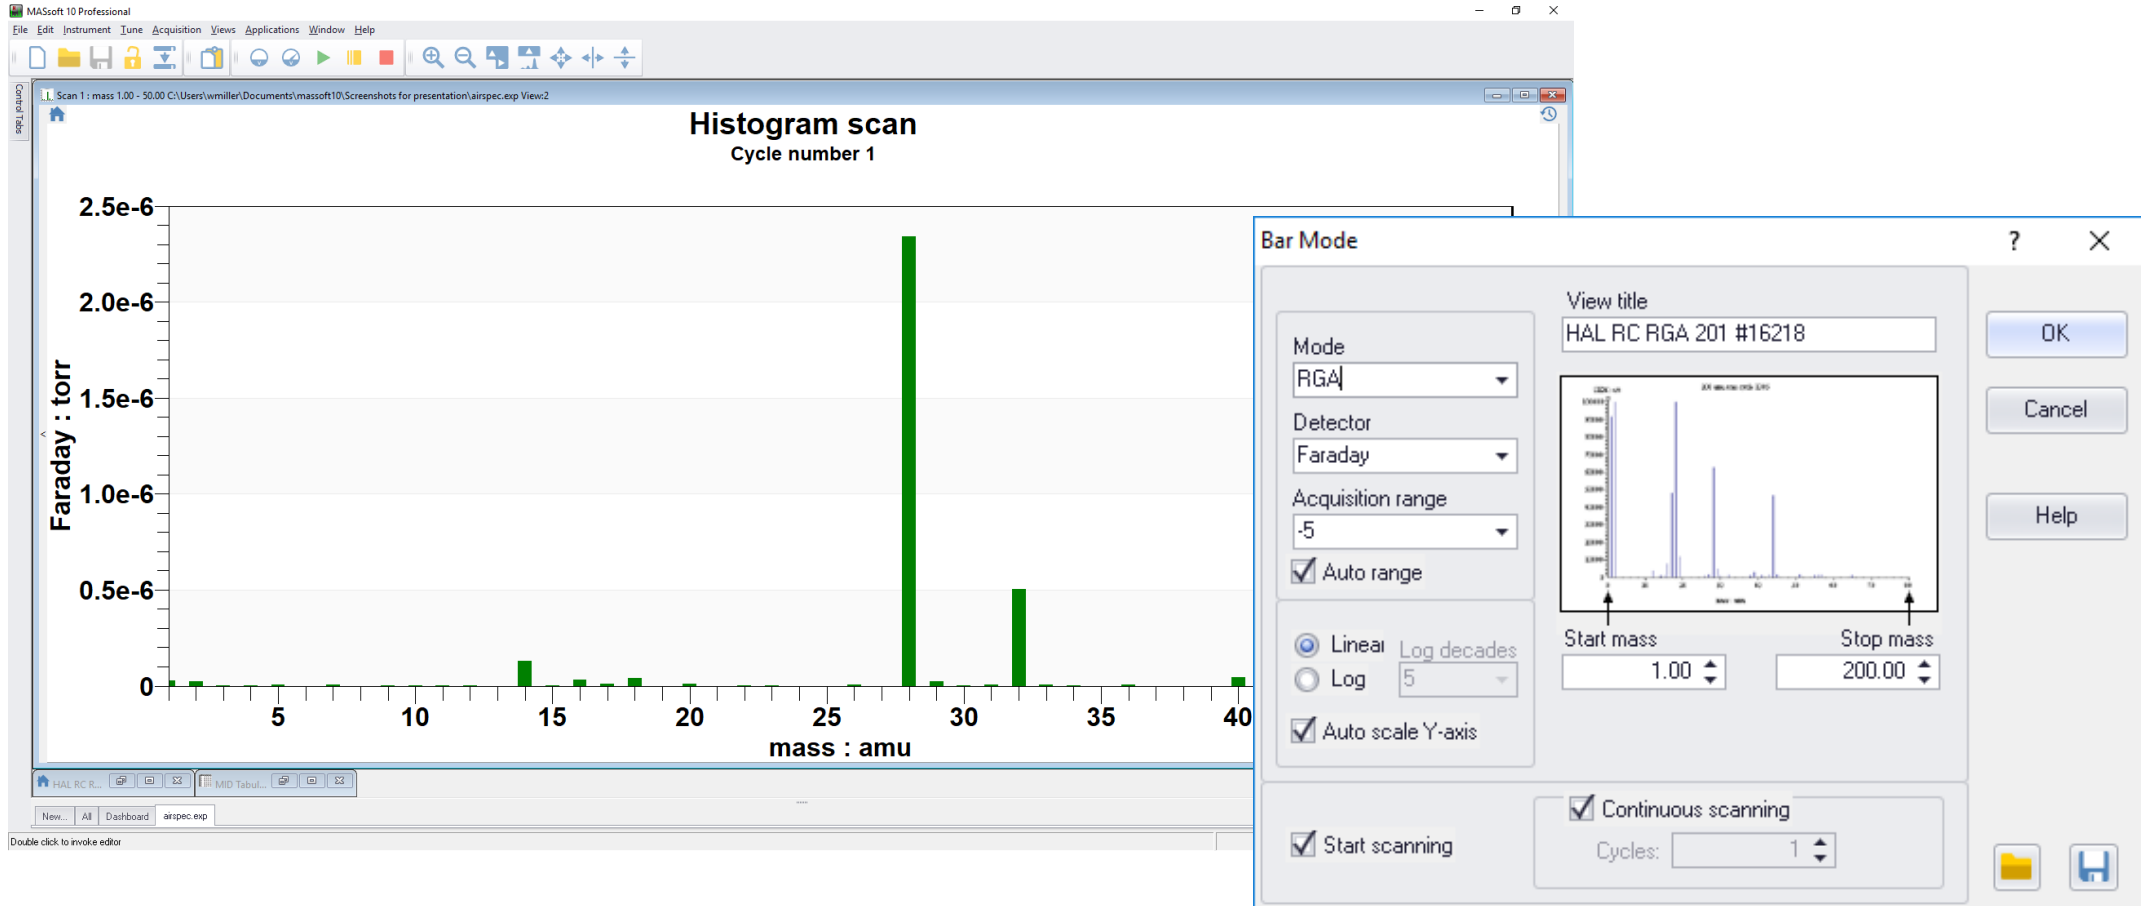 MASsoft 10 Professional
File Edit Instrument Tune Acquisition Views Applications Window Help
Control Tabs
Scan 1 : mass 1.00 - 50.00 C:\Users\wmiller\Documents\massoft10\Screenshots for presentation\airspec.exp View:2
Histogram scan
Cycle number 1
2.5e-6
2.0e-6
1.5e-6
1.0e-6
0.5e-6
0
Faraday : torr
5 10 15 20 25 30 35 40
mass : amu
HAL RC R... MID Tabul...
New... All Dashboard airspec.exp
Double click to invoke editor
Bar Mode ?
View title
HAL RC RGA 201 #16218
Mode
RGA
Detector
Faraday
Acquisition range
-5
Auto range
Linear
Log
Log decades
5
Auto scale Y-axis
Start mass Stop mass
1.00 200.00
Start scanning
Continuous scanning
Cycles: 1
OK
Cancel
Help